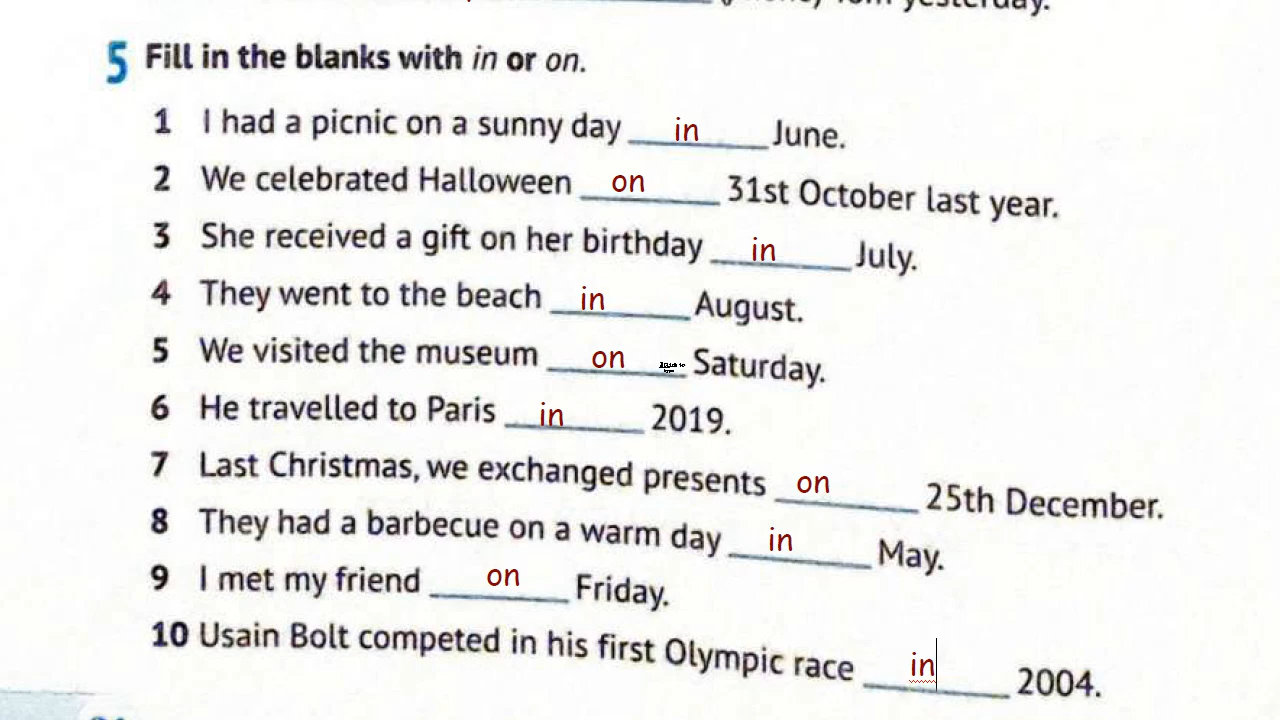 5 Fill in the blanks with in or on.
1 I had a picnic on a sunny day in June.
2 We celebrated Halloween on 31st October last year.
3 She received a gift on her birthday in July.
4 They went to the beach in August.
5 We visited the museum on Saturday.
6 He travelled to Paris in 2019.
7 Last Christmas, we exchanged presents on 25th December.
8 They had a barbecue on a warm day in May.
9 I met my friend on Friday.
10 Usain Bolt competed in his first Olympic race in 2004.